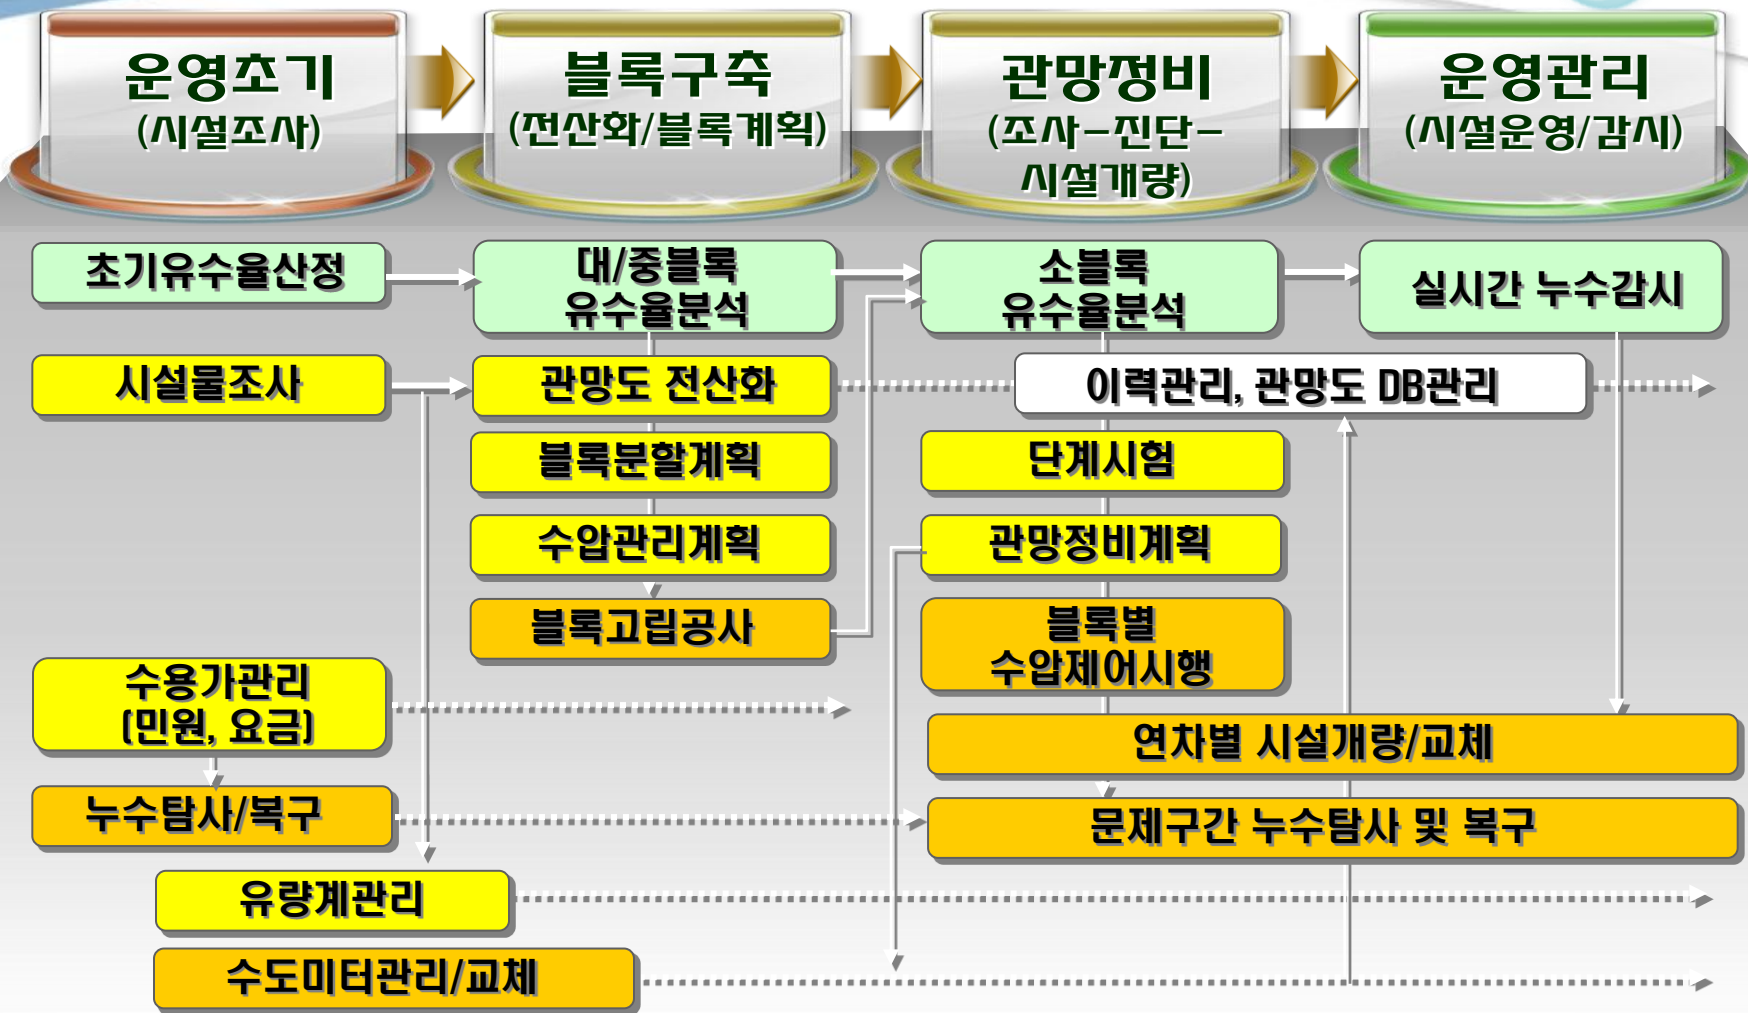 운영초기
(시설조사)
블록구축
(전산화/블록계획)
관망정비
(조사-진단-
시설개량)
운영관리
(시설운영/감시)
초기유수율산정
대/중블록
유수율분석
소블록
유수율분석
실시간 누수감시
시설물조사
관망도 전산화
이력관리, 관망도 DB관리
블록분할계획
단계시험
수압관리계획
관망정비계획
블록고립공사
블록별
수압제어시행
수용가관리
(민원, 요금)
연차별 시설개량/교체
누수탐사/복구
문제구간 누수탐사 및 복구
유량계관리
수도미터관리/교체